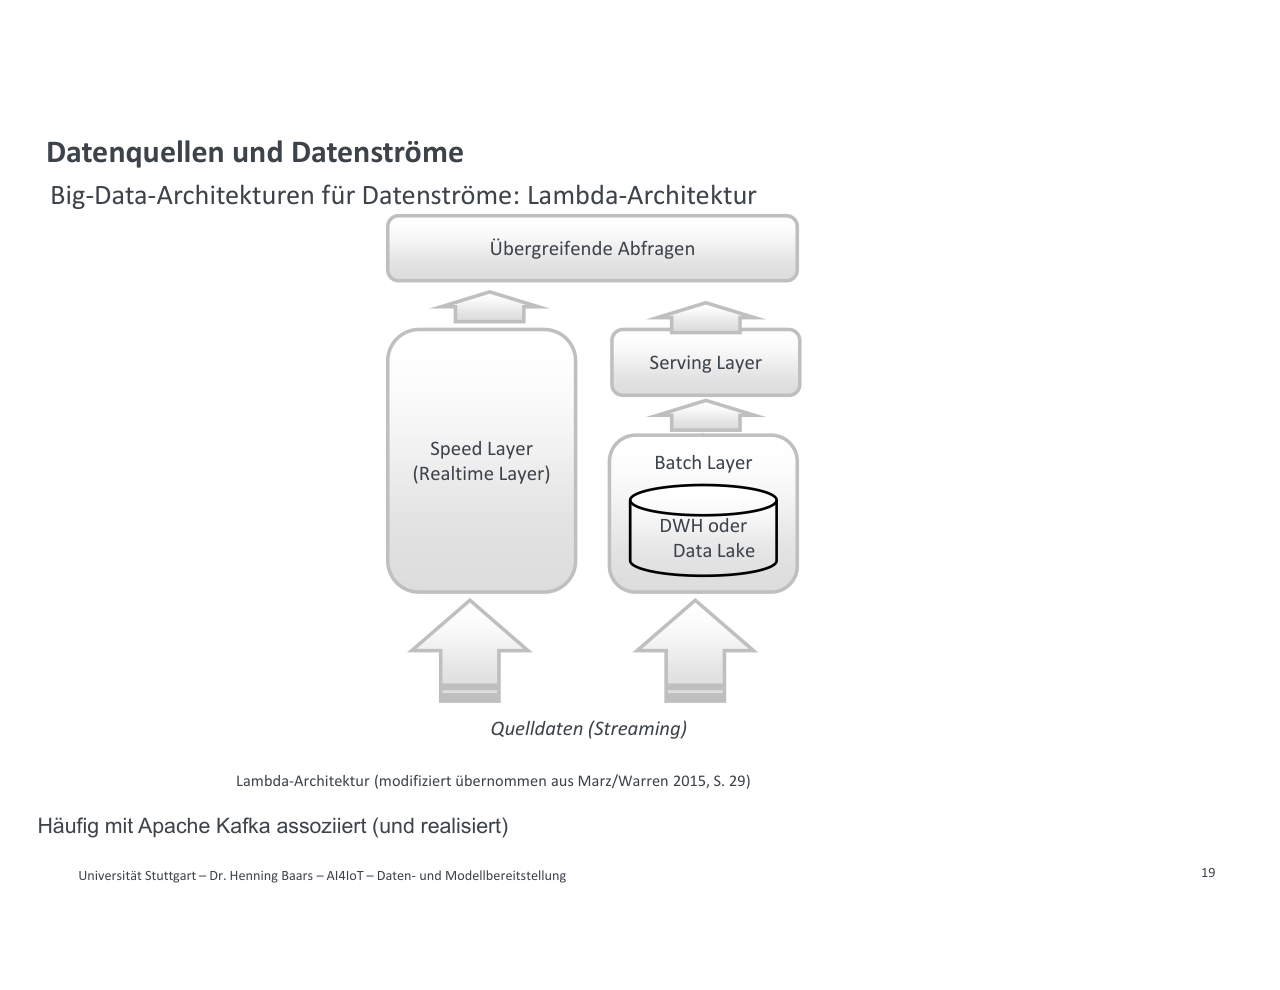 Datenquellen und Datenströme
Big-Data-Architekturen für Datenströme: Lambda-Architektur
Übergreifende Abfragen
Serving Layer
Speed Layer
(Realtime Layer)
Batch Layer
DWH oder
Data Lake
Quelldaten (Streaming)
Lambda-Architektur (modifiziert übernommen aus Marz/Warren 2015, S. 29)
Häufig mit Apache Kafka assoziiert (und realisiert)
Universität Stuttgart – Dr. Henning Baars – AI4IoT – Daten- und Modellbereitstellung
19